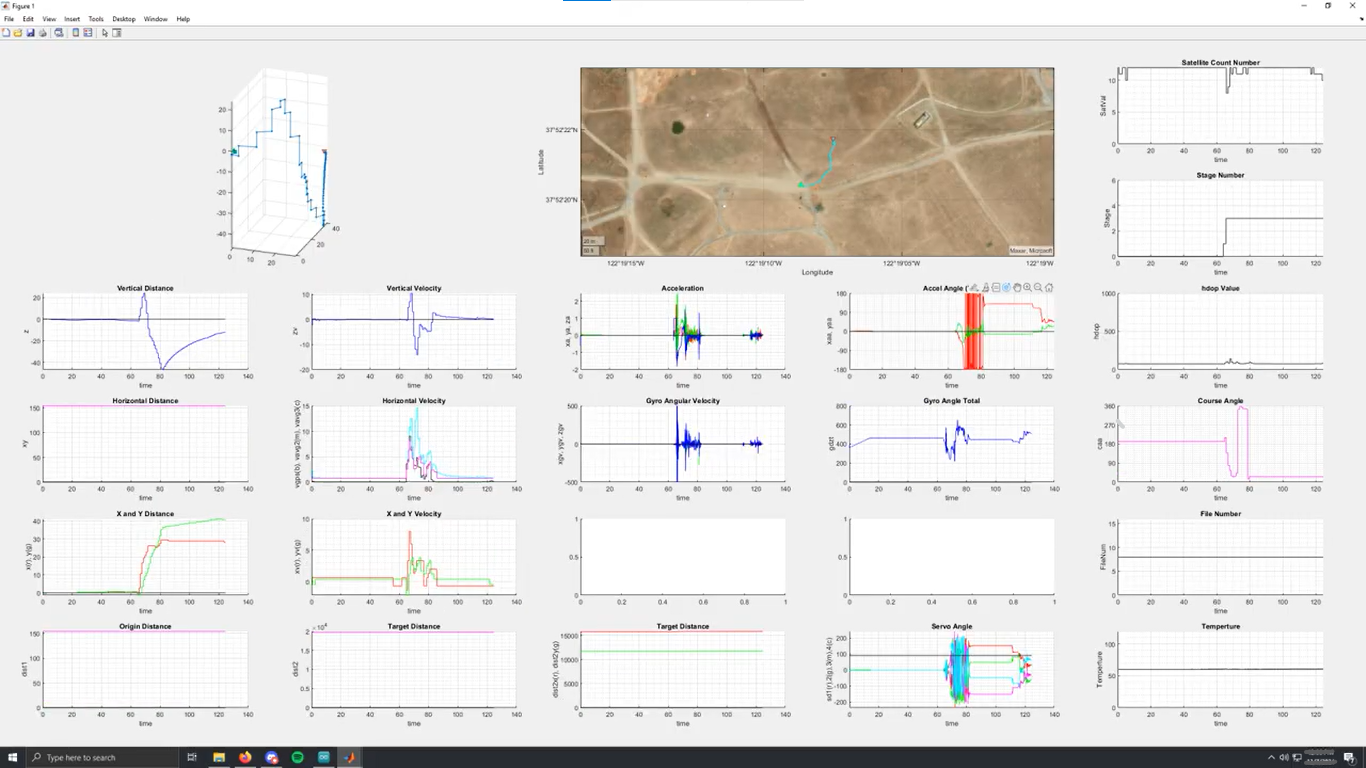 Figure 1
File Edit View Insert Tools Desktop Window Help
20
10
0
-10
-20
-30
-40
0 10 20
0 20 40
Latitude
37°52'22"N
37°52'20"N
122°19'15"W 122°19'10"W 122°19'05"W 122°19'W
Longitude
Satellite Count Number
SatVal
10
5
0
0 20 40 60 80 100 120
time
Stage Number
Stage
6
4
2
0
0 20 40 60 80 100 120
time
Vertical Distance
z
20
0
-20
-40
0 20 40 60 80 100 120 140
time
Vertical Velocity
zv
10
0
-10
-20
0 20 40 60 80 100 120 140
time
Acceleration
xa, ya, za
2
1
0
-1
-2
0 20 40 60 80 100 120 140
time
Accel Angle
xaa, yaa
180
90
0
-90
-180
0 20 40 60 80 100 120
time
hdop Value
hdop
1000
500
0
0 20 40 60 80 100 120
time
Horizontal Distance
xy
150
100
50
0
0 20 40 60 80 100 120 140
time
Horizontal Velocity
vgps(b), vavg2(m), vavg3(c)
15
10
5
0
0 20 40 60 80 100 120 140
time
Gyro Angular Velocity
xgv, ygv, zgv
500
0
-500
0 20 40 60 80 100 120 140
time
Gyro Angle Total
gdzt
800
600
400
200
0
0 20 40 60 80 100 120 140
time
Course Angle
caa
360
270
180
90
0
0 20 40 60 80 100 120
time
X and Y Distance
x(r), y(g)
40
30
20
10
0
0 20 40 60 80 100 120 140
time
X and Y Velocity
xv(r), yv(g)
10
5
0
0 20 40 60 80 100 120 140
time
1
0.5
0
0 0.2 0.4 0.6 0.8 1
1
0.5
0
0 0.2 0.4 0.6 0.8 1
File Number
FileNum
15
10
5
0
0 20 40 60 80 100 120
time
Origin Distance
dist1
150
100
50
0
0 20 40 60 80 100 120 140
time
Target Distance
dist2
2
1.5
1
0.5
0
0 20 40 60 80 100 120 140
time
Target Distance
dist2x(r), dist2y(g)
15000
10000
5000
0
0 20 40 60 80 100 120 140
time
Servo Angle
200
100
0
-100
-200
0 20 40 60 80 100 120 140
time
Temperture
Temperture
100
50
0
0 20 40 60 80 100 120
time
Type here to search